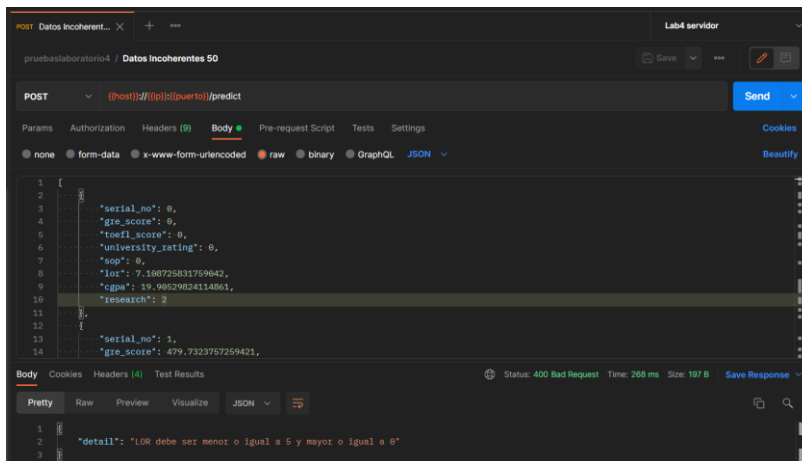 POST Datos Incoherent...
Lab4 servidor
pruebaslaboratorio4 / Datos Incoherentes 50
Save
POST {{host}}://{{ip}}:{{puerto}}/predict
Send
Params Authorization Headers (9) Body Pre-request Script Tests Settings Cookies
none form-data x-www-form-urlencoded raw binary GraphQL JSON Beautify
1 [
2 {
3 "serial_no": 0,
4 "gre_score": 0,
5 "toefl_score": 0,
6 "university_rating": 0,
7 "sop": 0,
8 "lor": 7.108725831759042,
9 "cgpa": 19.90529824114861,
10 "research": 2
11 },
12 {
13 "serial_no": 1,
14 "gre_score": 479.7323757259421,
Body Cookies Headers (4) Test Results Status: 400 Bad Request Time: 268 ms Size: 197 B Save Response
Pretty Raw Preview Visualize JSON
1 {
2 "detail": "LOR debe ser menor o igual a 5 y mayor o igual a 0"
3 }